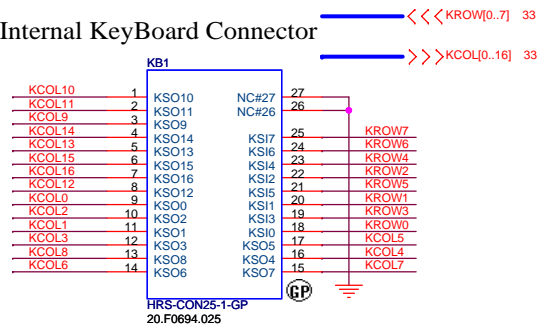 Internal KeyBoard Connector
KROW[0..7] 33
KCOL[0..16] 33
KB1
KCOL10 1 KSO10 NC#27 27
KCOL11 2 KSO11 NC#26 26
KCOL9 3 KSO9
KCOL14 4 KSO14 KSI7 25 KROW7
KCOL13 5 KSO13 KSI6 24 KROW6
KCOL15 6 KSO15 KSI4 23 KROW4
KCOL16 7 KSO16 KSI2 22 KROW2
KCOL12 8 KSO12 KSI5 21 KROW5
KCOL0 9 KSO0 KSI1 20 KROW1
KCOL2 10 KSO2 KSI3 19 KROW3
KCOL1 11 KSO1 KSI0 18 KROW0
KCOL3 12 KSO3 KSO5 17 KCOL5
KCOL8 13 KSO8 KSO4 16 KCOL4
KCOL6 14 KSO6 KSO7 15 KCOL7
GP
HRS-CON25-1-GP
20.F0694.025